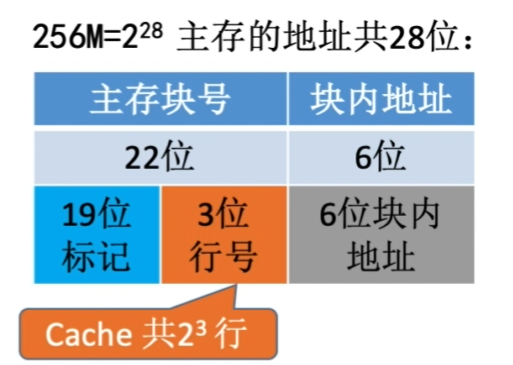 256M=2²⁸ 主存的地址共28位：
主存块号 块内地址
22位 6位
19位 3位 6位块内
标记 行号 地址
Cache 共2³ 行